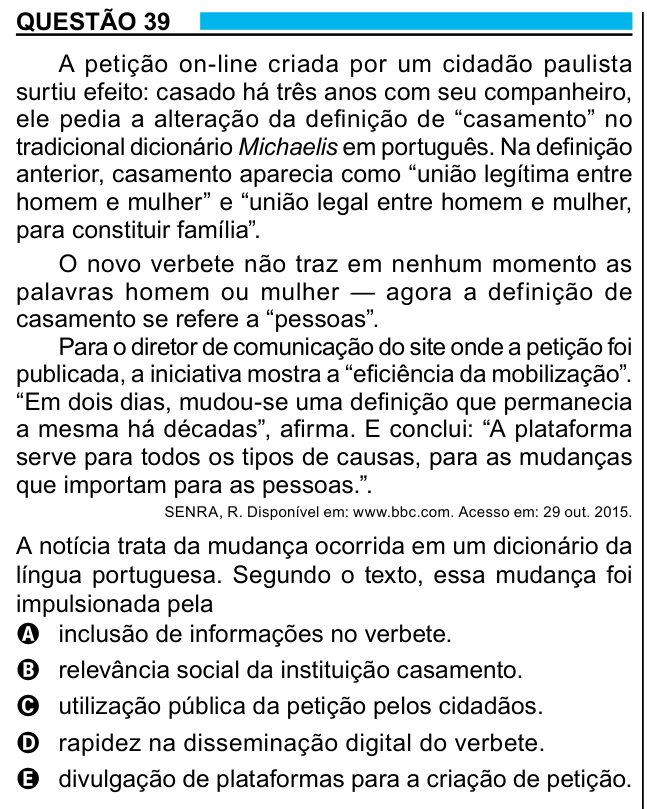 QUESTÃO 39
A petição on-line criada por um cidadão paulista
surtiu efeito: casado há três anos com seu companheiro,
ele pedia a alteração da definição de “casamento” no
tradicional dicionário Michaelis em português. Na definição
anterior, casamento aparecia como “união legítima entre
homem e mulher” e “união legal entre homem e mulher,
para constituir família”.
O novo verbete não traz em nenhum momento as
palavras homem ou mulher — agora a definição de
casamento se refere a “pessoas”.
Para o diretor de comunicação do site onde a petição foi
publicada, a iniciativa mostra a “eficiência da mobilização”.
“Em dois dias, mudou-se uma definição que permanecia
a mesma há décadas”, afirma. E conclui: “A plataforma
serve para todos os tipos de causas, para as mudanças
que importam para as pessoas.”.
SENRA, R. Disponível em: www.bbc.com. Acesso em: 29 out. 2015.
A notícia trata da mudança ocorrida em um dicionário da
língua portuguesa. Segundo o texto, essa mudança foi
impulsionada pela
A inclusão de informações no verbete.
B relevância social da instituição casamento.
C utilização pública da petição pelos cidadãos.
D rapidez na disseminação digital do verbete.
E divulgação de plataformas para a criação de petição.